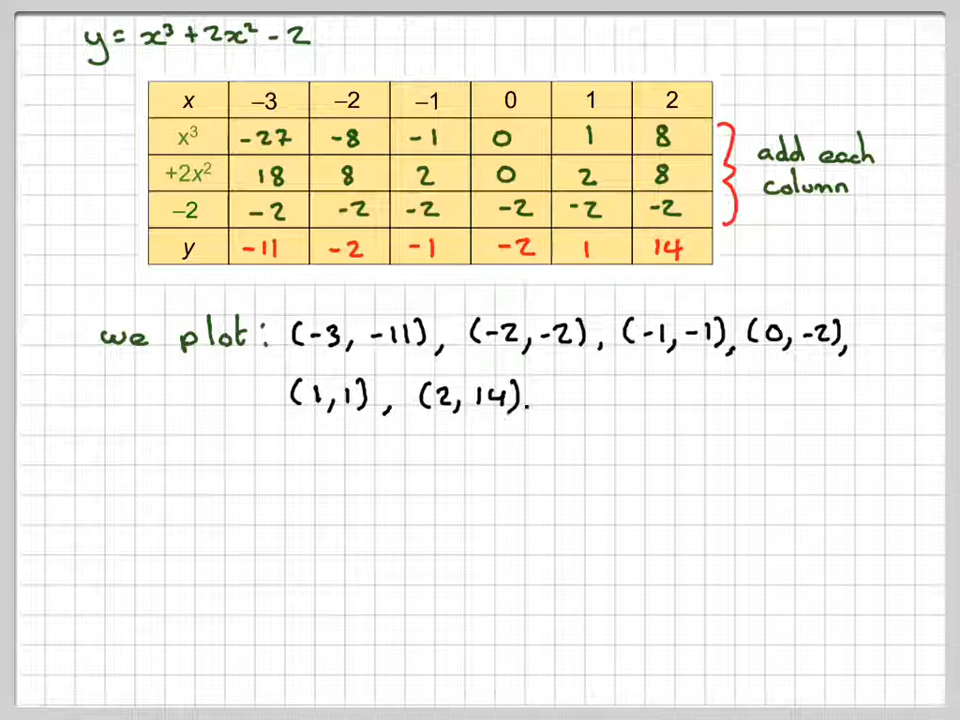 y = x³ + 2x² - 2
x –3 –2 –1 0 1 2
x³ -27 -8 -1 0 1 8
+2x² 18 8 2 0 2 8
–2 -2 -2 -2 -2 -2 -2
y -11 -2 -1 -2 1 14
add each
column
we plot: (-3, -11), (-2, -2), (-1, -1), (0, -2),
(1, 1), (2, 14).